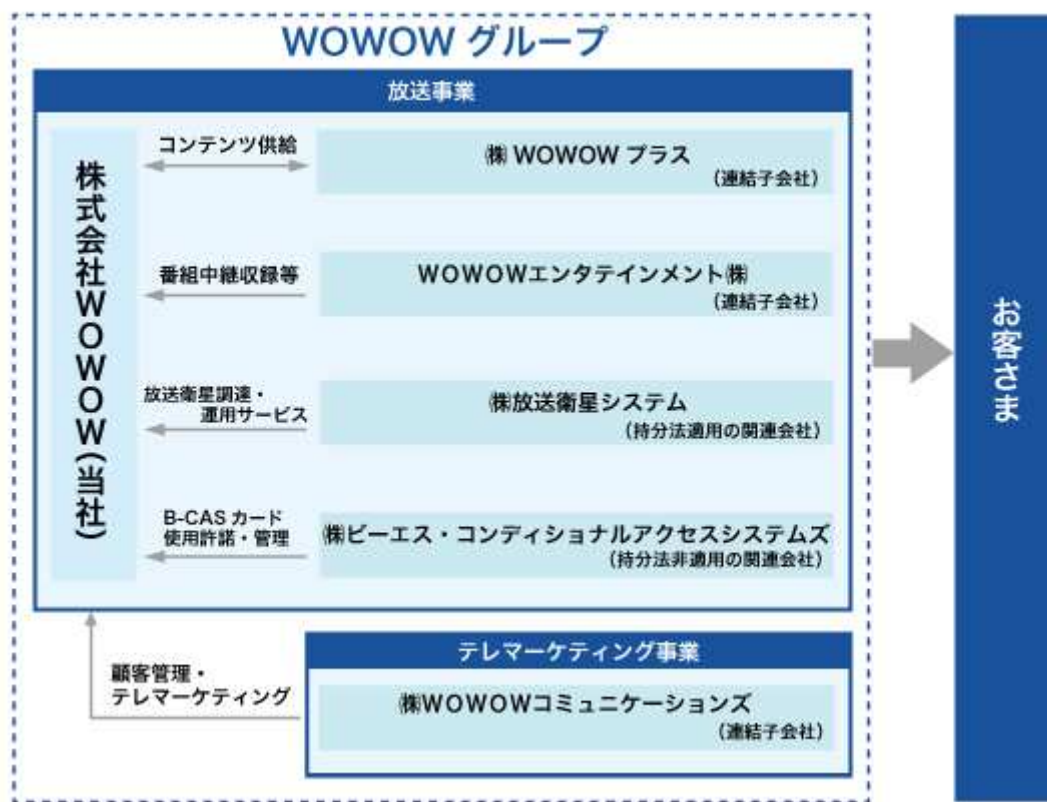 WOWOW グループ
放送事業
株式会社WOWOW(当社)
コンテンツ供給
㈱ WOWOW プラス
(連結子会社)
番組中継収録等
WOWOWエンタテインメント㈱
(連結子会社)
放送衛星調達・
運用サービス
㈱放送衛星システム
(持分法適用の関連会社)
B-CAS カード
使用許諾・管理
㈱ビーエス・コンディショナルアクセスシステムズ
(持分法非適用の関連会社)
顧客管理・
テレマーケティング
テレマーケティング事業
㈱WOWOWコミュニケーションズ
(連結子会社)
お客さま